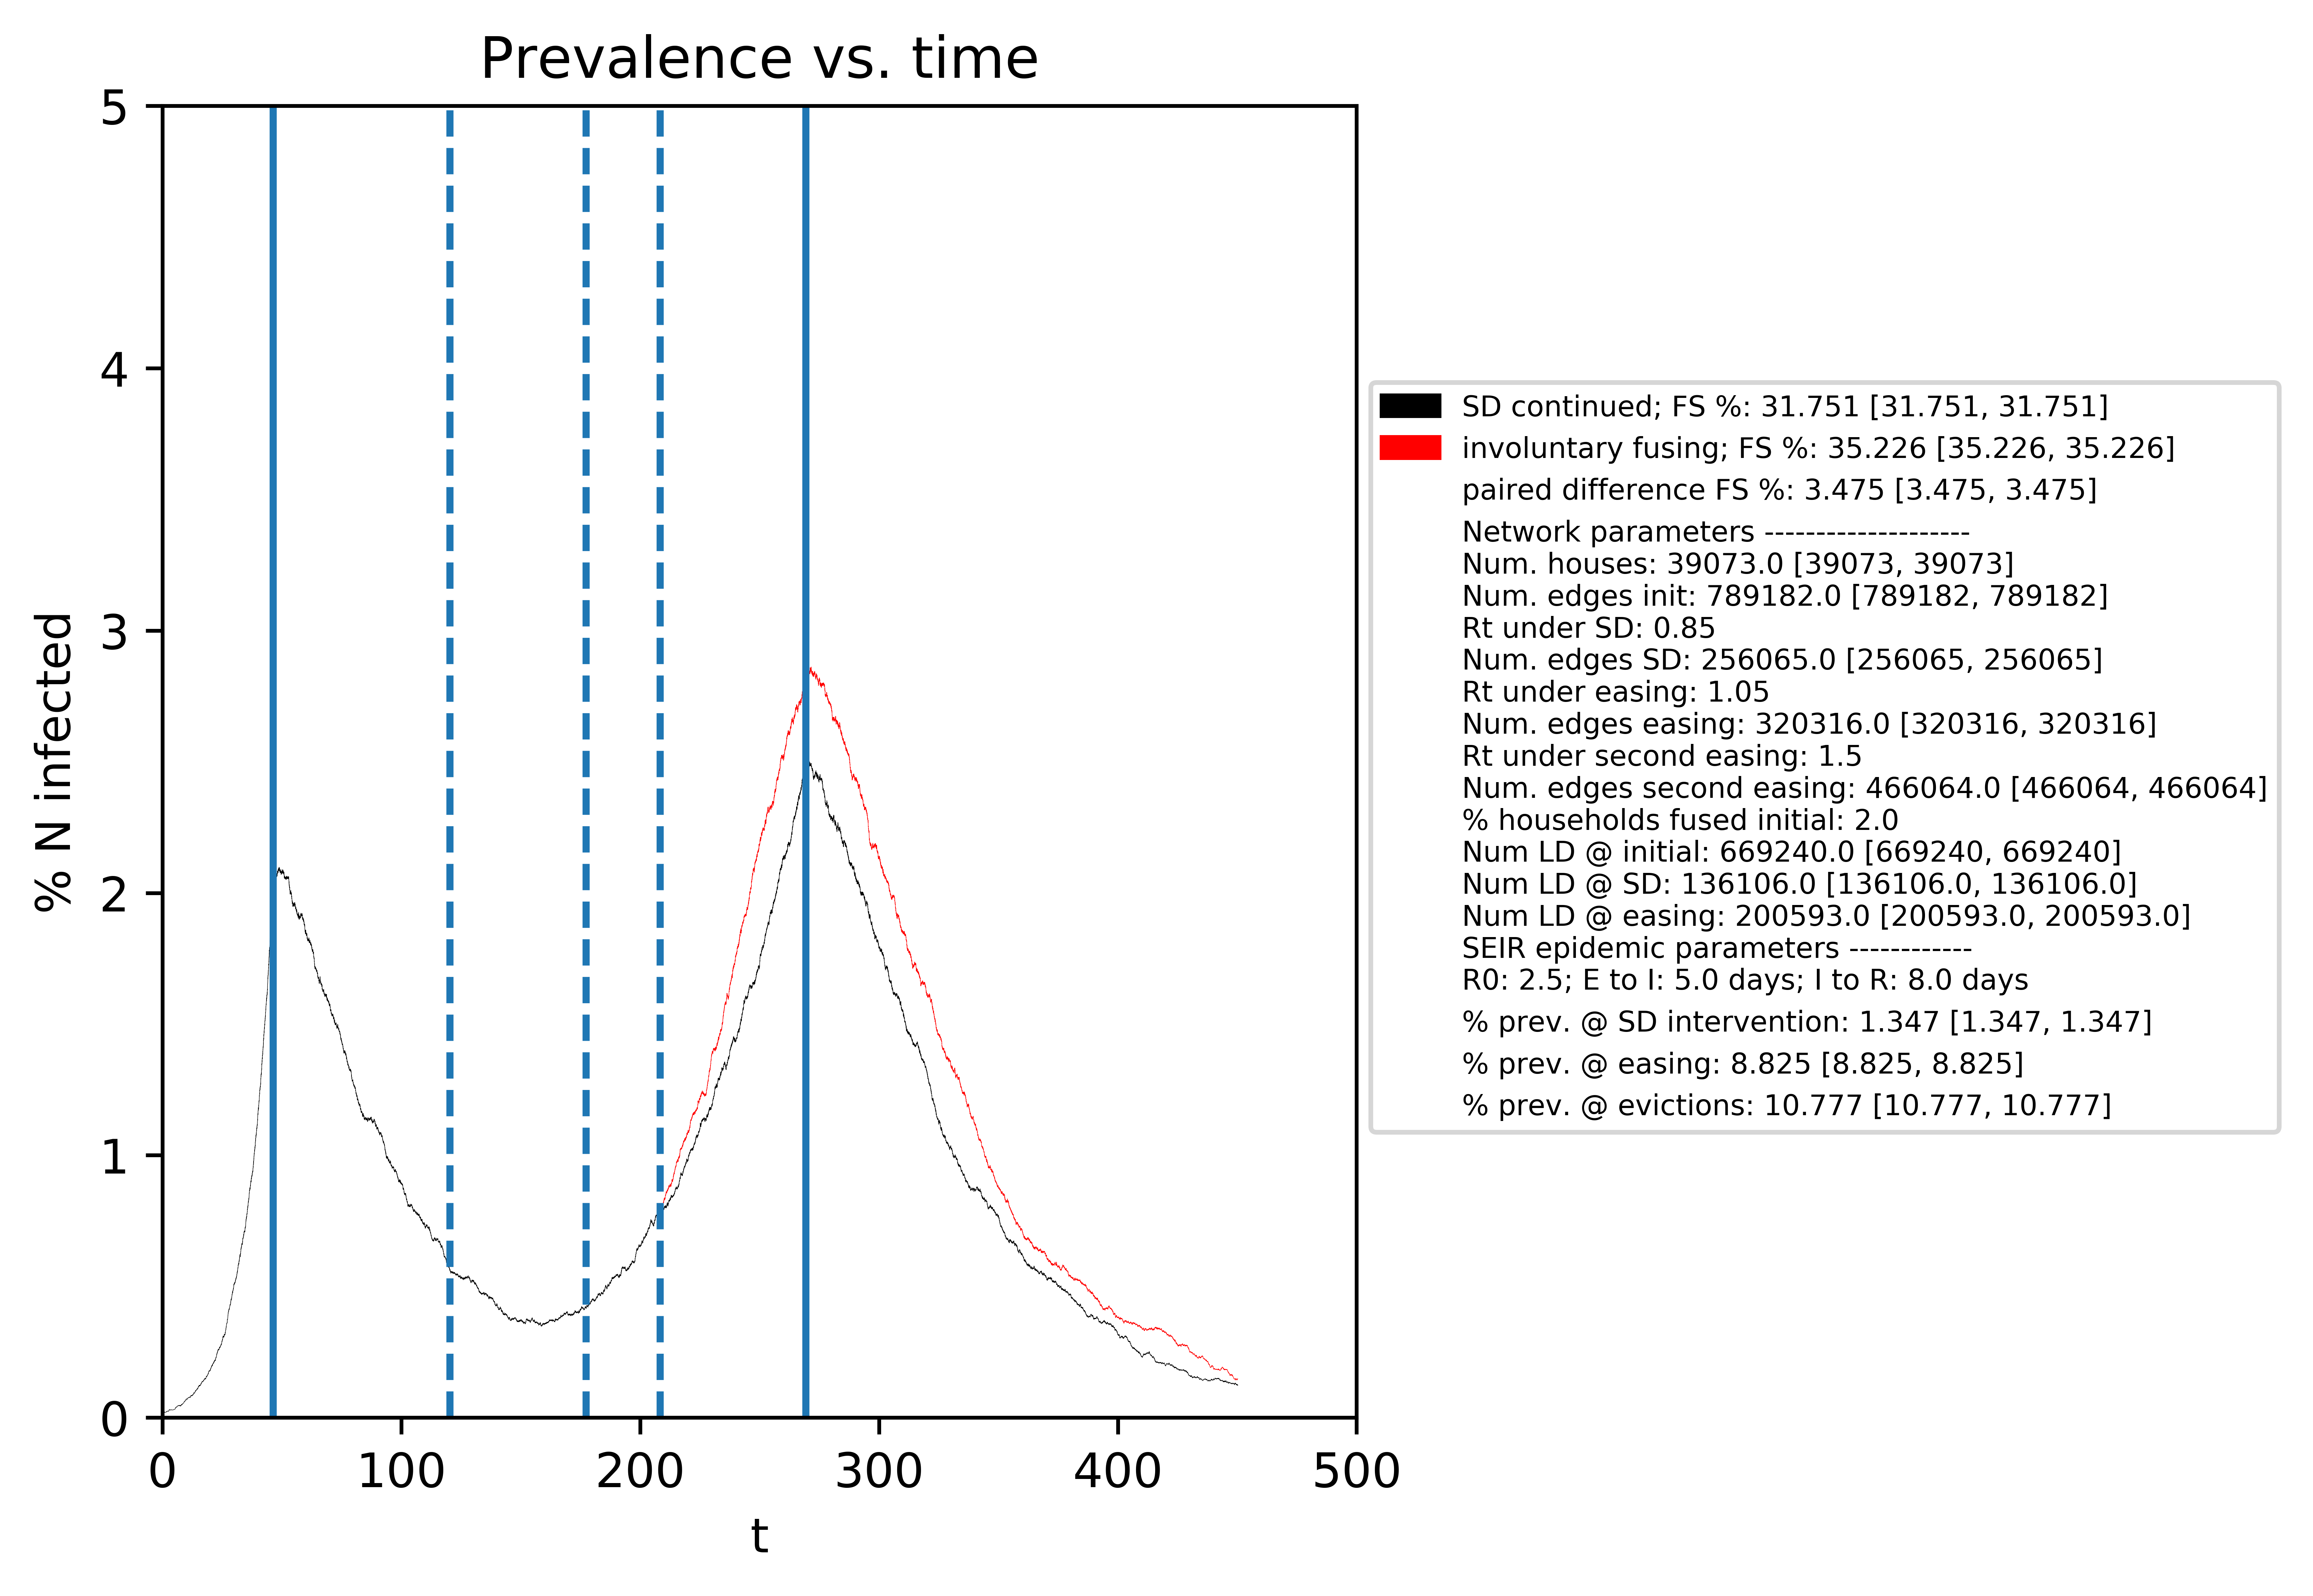 Prevalence vs. time
% N infected
5
4
3
2
1
0
0 100 200 300 400 500
t
SD continued; FS %: 31.751 [31.751, 31.751]
involuntary fusing; FS %: 35.226 [35.226, 35.226]
paired difference FS %: 3.475 [3.475, 3.475]
Network parameters --------------------
Num. houses: 39073.0 [39073, 39073]
Num. edges init: 789182.0 [789182, 789182]
Rt under SD: 0.85
Num. edges SD: 256065.0 [256065, 256065]
Rt under easing: 1.05
Num. edges easing: 320316.0 [320316, 320316]
Rt under second easing: 1.5
Num. edges second easing: 466064.0 [466064, 466064]
% households fused initial: 2.0
Num LD @ initial: 669240.0 [669240, 669240]
Num LD @ SD: 136106.0 [136106.0, 136106.0]
Num LD @ easing: 200593.0 [200593.0, 200593.0]
SEIR epidemic parameters ------------
R0: 2.5; E to I: 5.0 days; I to R: 8.0 days
% prev. @ SD intervention: 1.347 [1.347, 1.347]
% prev. @ easing: 8.825 [8.825, 8.825]
% prev. @ evictions: 10.777 [10.777, 10.777]